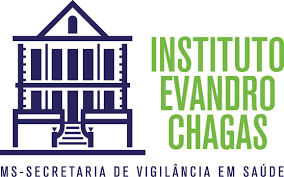 INSTITUTO
EVANDRO
CHAGAS
MS-SECRETARIA DE VIGILÂNCIA EM SAÚDE